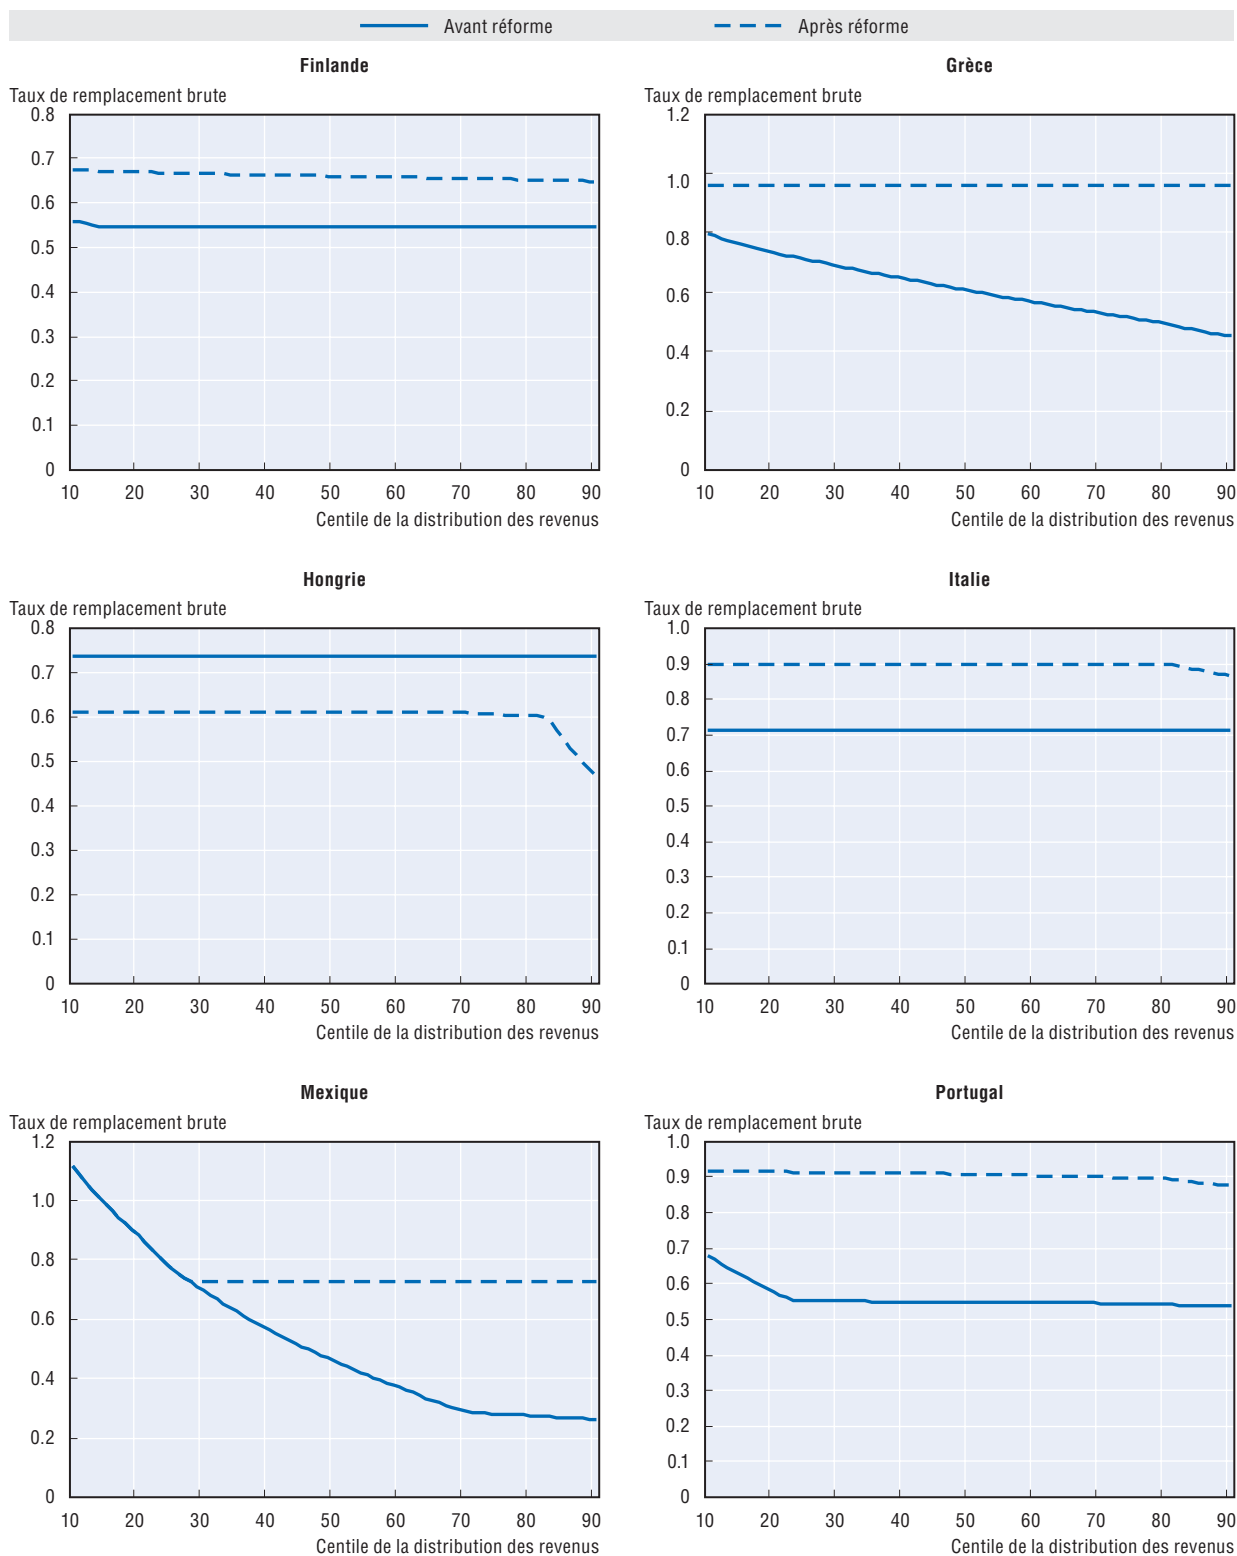 Avant réforme
Après réforme
Finlande
Taux de remplacement brute
0.8
0.7
0.6
0.5
0.4
0.3
0.2
0.1
0
10 20 30 40 50 60 70 80 90
Centile de la distribution des revenus
Grèce
Taux de remplacement brute
1.2
1.0
0.8
0.6
0.4
0.2
0
10 20 30 40 50 60 70 80 90
Centile de la distribution des revenus
Hongrie
Taux de remplacement brute
0.8
0.7
0.6
0.5
0.4
0.3
0.2
0.1
0
10 20 30 40 50 60 70 80 90
Centile de la distribution des revenus
Italie
Taux de remplacement brute
1.0
0.9
0.8
0.7
0.6
0.5
0.4
0.3
0.2
0.1
0
10 20 30 40 50 60 70 80 90
Centile de la distribution des revenus
Mexique
Taux de remplacement brute
1.2
1.0
0.8
0.6
0.4
0.2
0
10 20 30 40 50 60 70 80 90
Centile de la distribution des revenus
Portugal
Taux de remplacement brute
1.0
0.9
0.8
0.7
0.6
0.5
0.4
0.3
0.2
0.1
0
10 20 30 40 50 60 70 80 90
Centile de la distribution des revenus